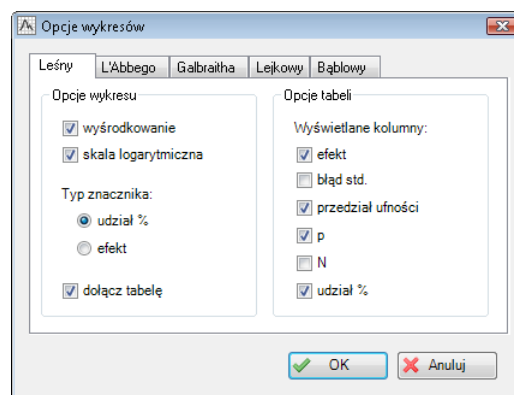 Opcje wykresów
Leśny L'Abbego Galbraitha Lejkowy Bąblowy
Opcje wykresu
wyśrodkowanie
skala logarytmiczna
Typ znacznika:
udział %
efekt
dołącz tabelę
Opcje tabeli
Wyświetlane kolumny:
efekt
błąd std.
przedział ufności
p
N
udział %
OK Anuluj